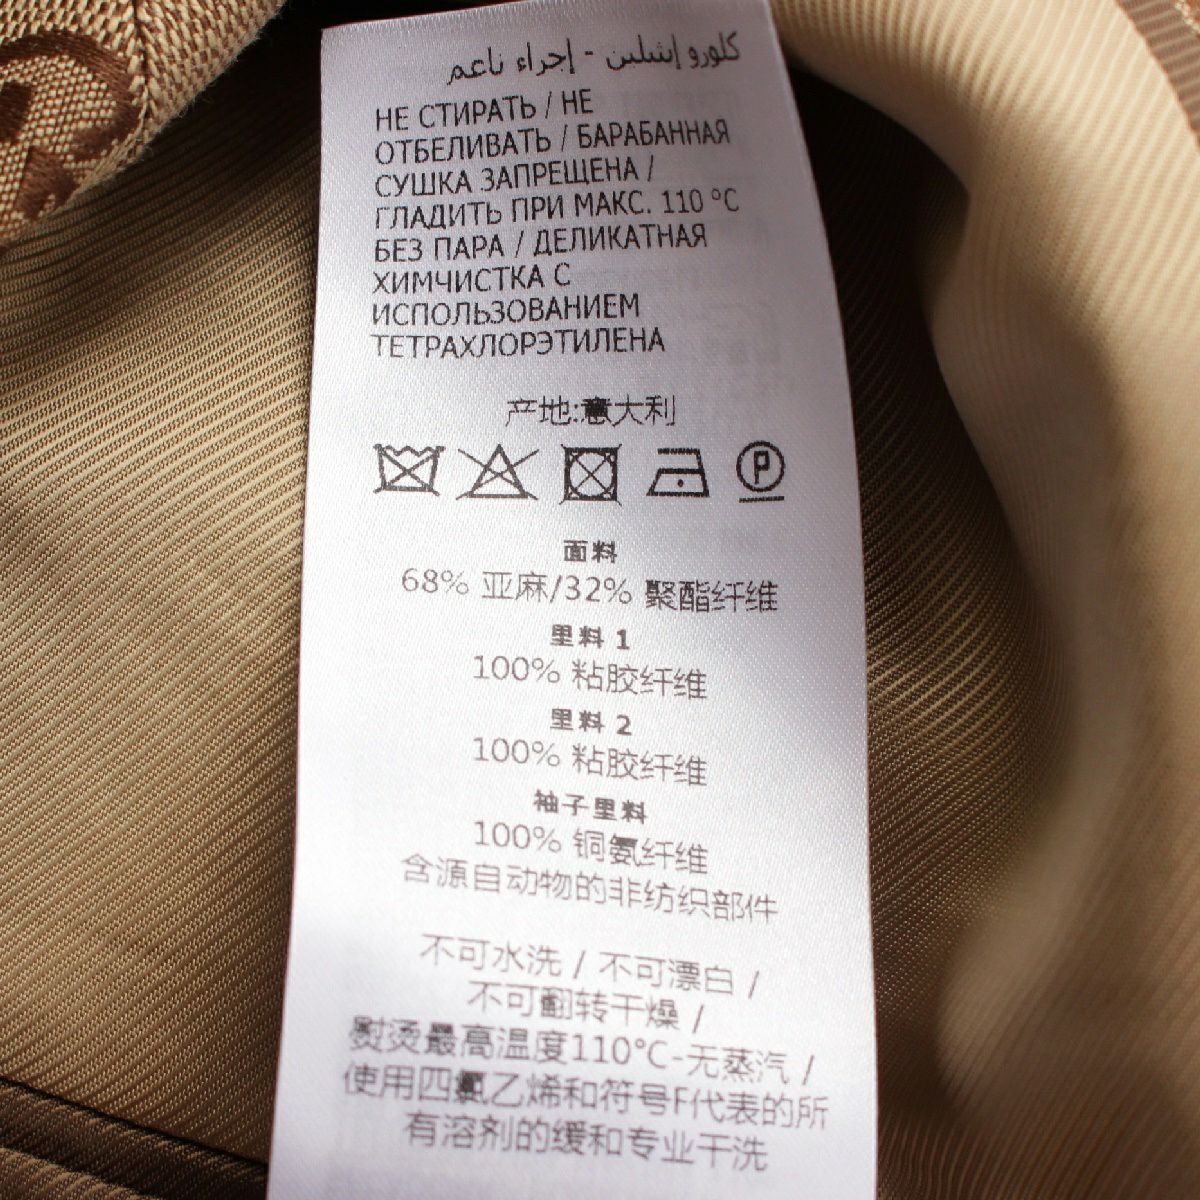 كلورو إيثيلين - إجراء ناعم
НЕ СТИРАТЬ / НЕ
ОТБЕЛИВАТЬ / БАРАБАННАЯ
СУШКА ЗАПРЕЩЕНА /
ГЛАДИТЬ ПРИ МАКС. 110 °C
БЕЗ ПАРА / ДЕЛИКАТНАЯ
ХИМЧИСТКА С
ИСПОЛЬЗОВАНИЕМ
ТЕТРАХЛОРЭТИЛЕНА
产地:意大利
P
面料
68% 亚麻/32% 聚酯纤维
里料 1
100% 粘胶纤维
里料 2
100% 粘胶纤维
袖子里料
100% 铜氨纤维
含源自动物的非纺织部件
不可水洗 / 不可漂白 /
不可翻转干燥 /
熨烫最高温度110°C-无蒸汽 /
使用四氯乙烯和符号F代表的所
有溶剂的缓和专业干洗